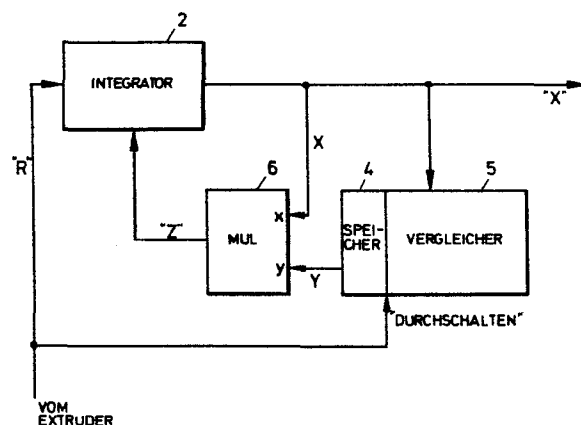 2
INTEGRATOR
"X"
"R"
X
6
4
5
x
SPEI-
CHER
VERGLEICHER
"Z"
MUL
y
Y
"DURCHSCHALTEN"
VOM
EXTRUDER